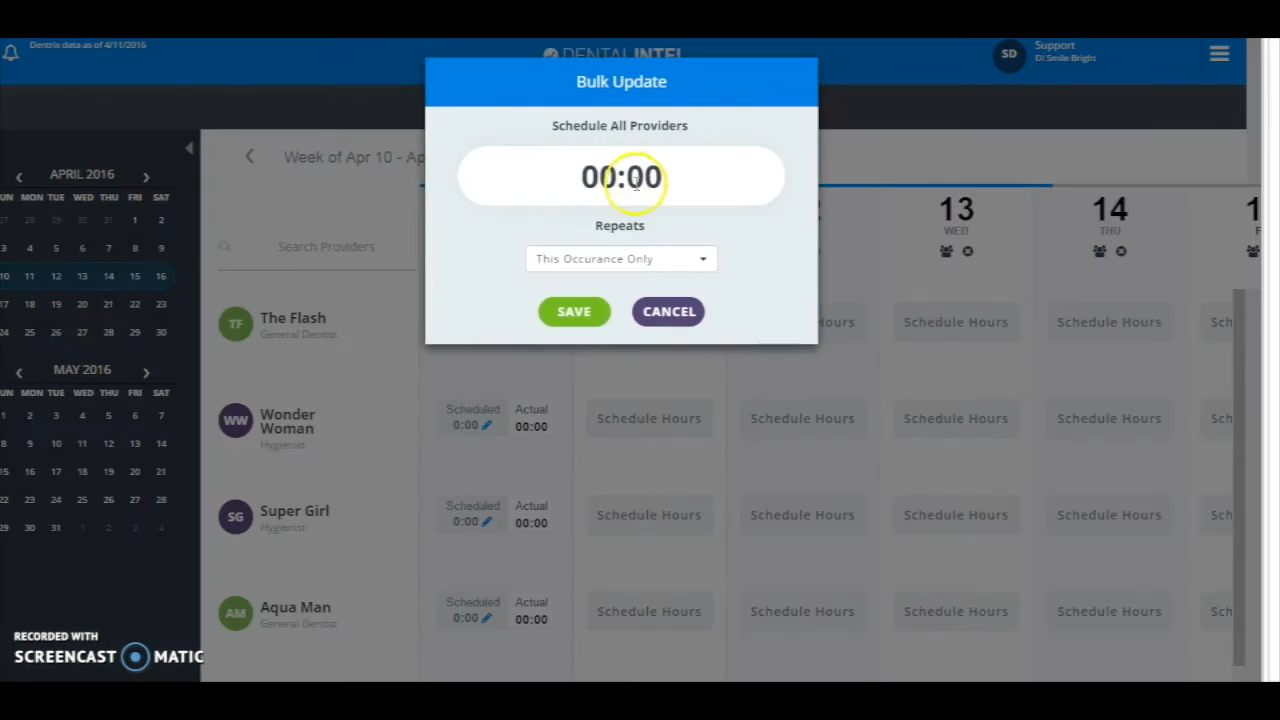 Dentrix data as of 4/11/2016
DENTAL INTEL
SD
Support
DI Smile Bright
Bulk Update
Schedule All Providers
00:00
Repeats
This Occurance Only
SAVE
CANCEL
APRIL 2016
UN MON TUE WED THU FRI SAT
27 28 29 30 31 1 2
3 4 5 6 7 8 9
10 11 12 13 14 15 16
17 18 19 20 21 22 23
24 25 26 27 28 29 30
MAY 2016
UN MON TUE WED THU FRI SAT
1 2 3 4 5 6 7
8 9 10 11 12 13 14
15 16 17 18 19 20 21
22 23 24 25 26 27 28
29 30 31 1 2 3 4
Week of Apr 10 - Ap
13
WED
14
THU
1
F
Search Providers
TF
The Flash
General Dentist
Hours
Schedule Hours
Schedule Hours
Sch
WW
Wonder
Woman
Hygienist
Scheduled
0:00
Actual
00:00
Schedule Hours
Schedule Hours
Schedule Hours
Schedule Hours
Sch
SG
Super Girl
Hygienist
Scheduled
0:00
Actual
00:00
Schedule Hours
Schedule Hours
Schedule Hours
Schedule Hours
Sch
AM
Aqua Man
General Dentist
Scheduled
0:00
Actual
00:00
Schedule Hours
Schedule Hours
Schedule Hours
Schedule Hours
Sch
RECORDED WITH
SCREENCAST MATIC